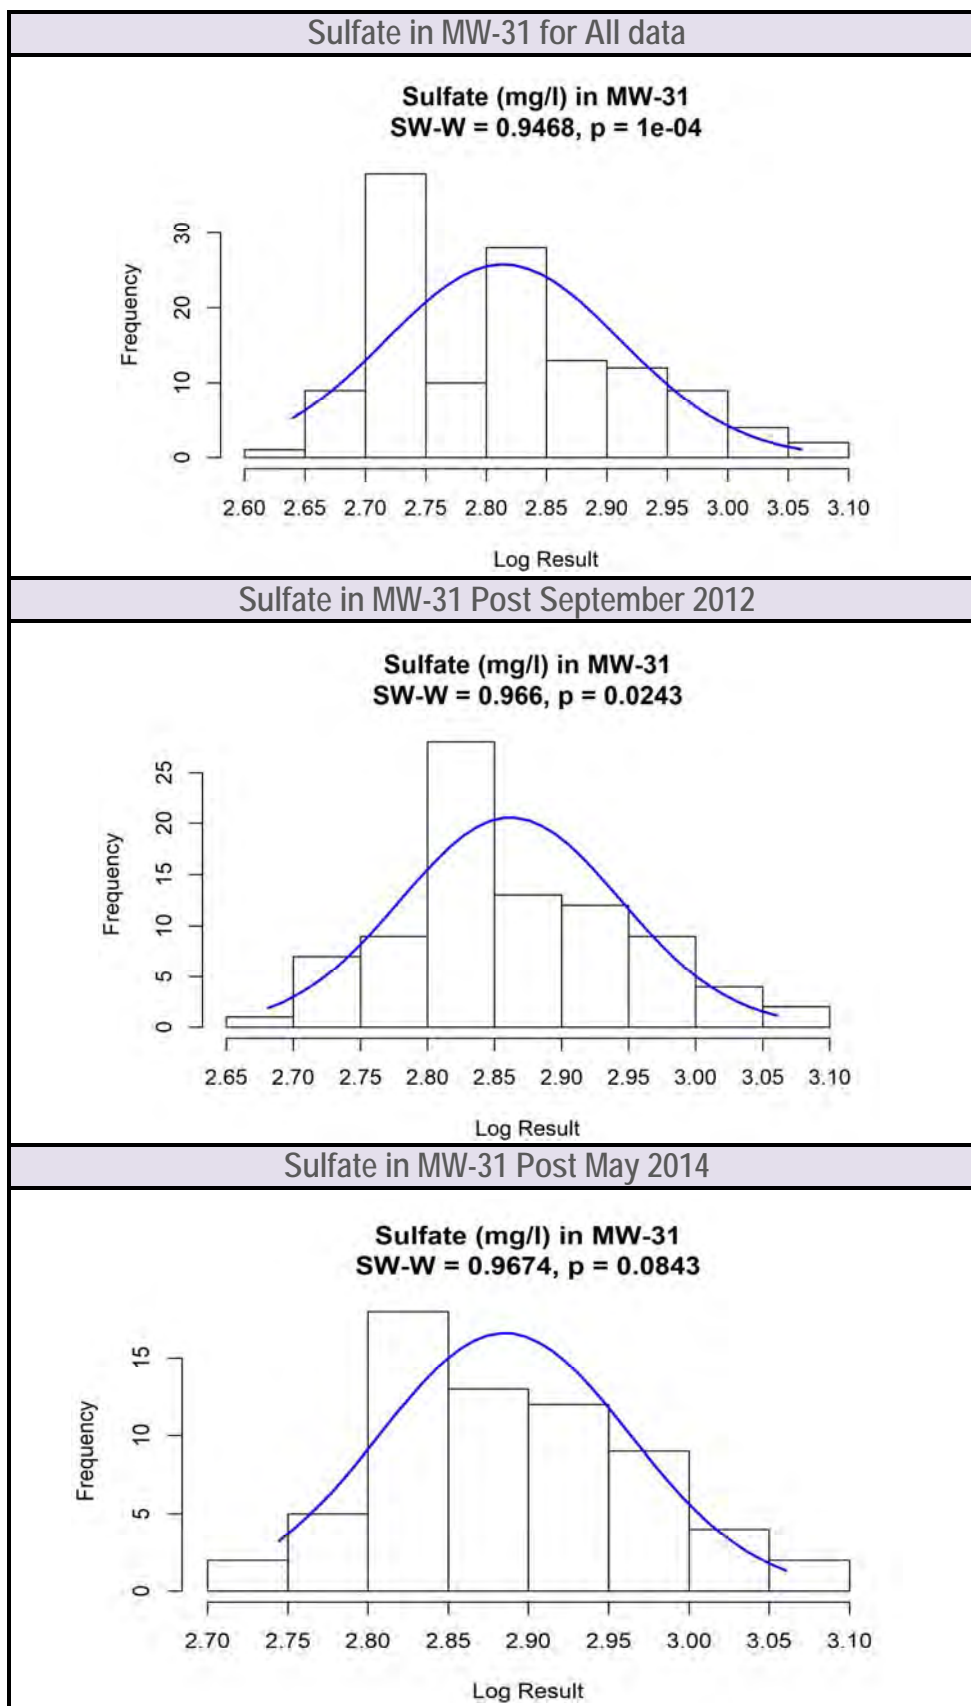 Sulfate in MW-31 for All data
Sulfate (mg/l) in MW-31
SW-W = 0.9468, p = 1e-04
Frequency
30
20
10
0
2.60 2.65 2.70 2.75 2.80 2.85 2.90 2.95 3.00 3.05 3.10
Log Result
Sulfate in MW-31 Post September 2012
Sulfate (mg/l) in MW-31
SW-W = 0.966, p = 0.0243
Frequency
25
20
15
10
5
0
2.65 2.70 2.75 2.80 2.85 2.90 2.95 3.00 3.05 3.10
Log Result
Sulfate in MW-31 Post May 2014
Sulfate (mg/l) in MW-31
SW-W = 0.9674, p = 0.0843
Frequency
15
10
5
0
2.70 2.75 2.80 2.85 2.90 2.95 3.00 3.05 3.10
Log Result